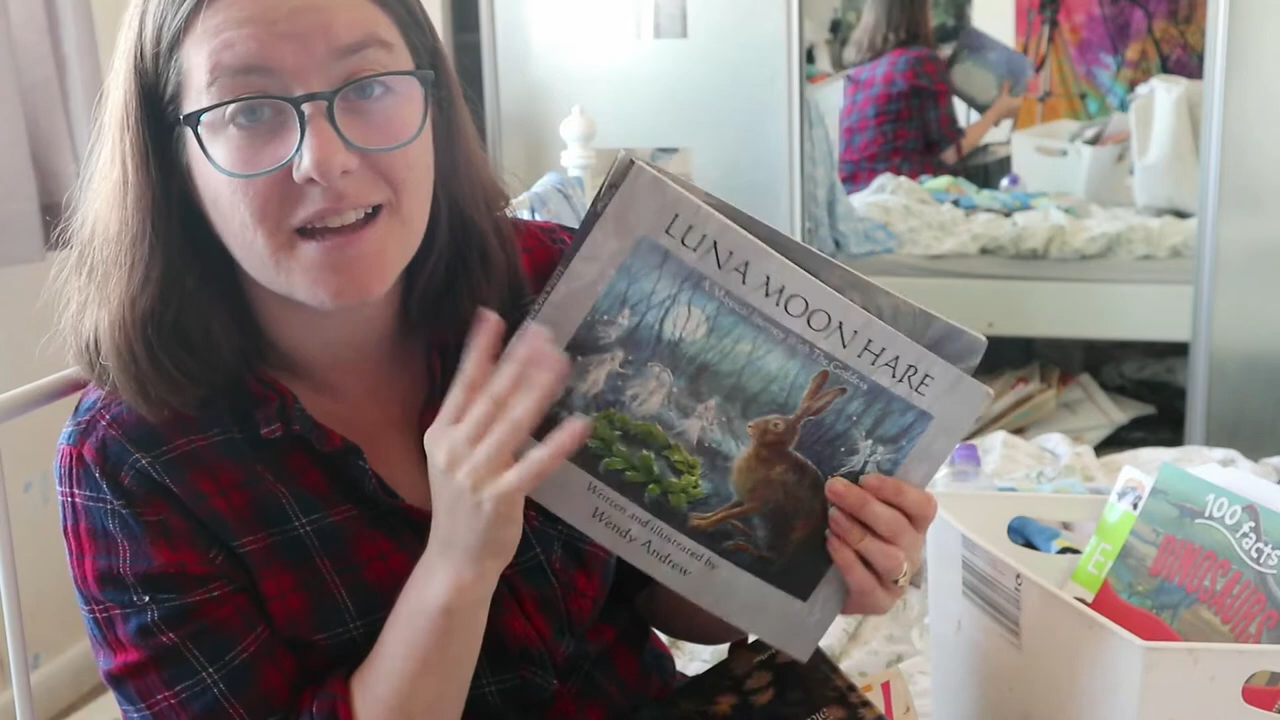 LUNA MOON HARE
A Magical Journey with The Goddess
Written and illustrated by
Wendy Andrew
100 facts
DINOSAURS